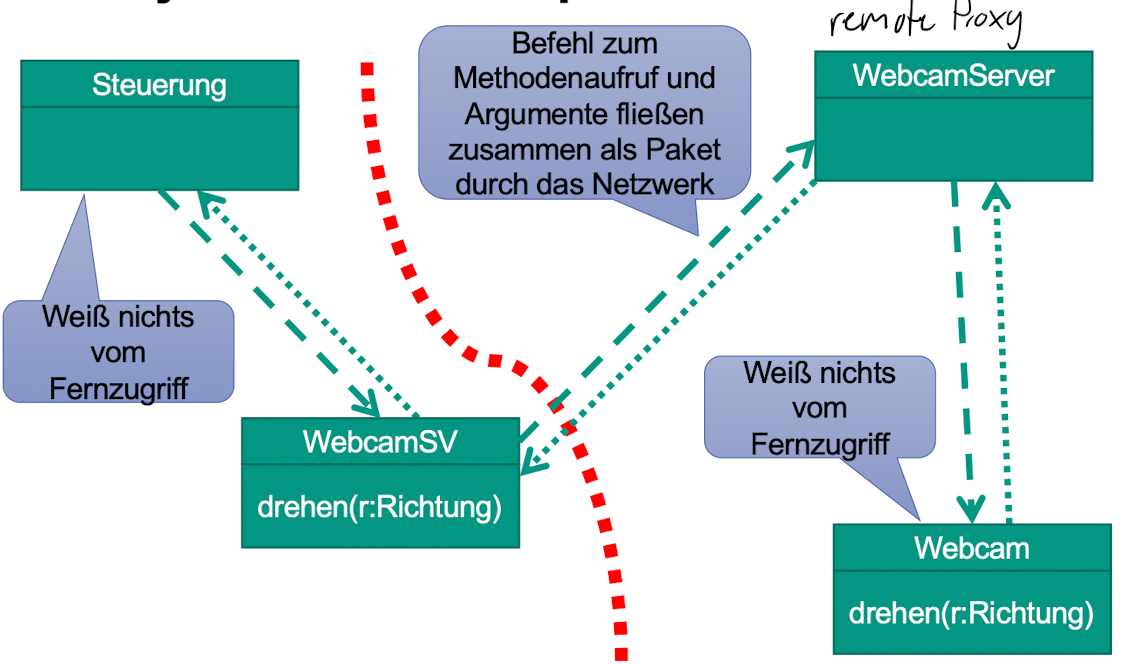 remote Proxy
Steuerung
Befehl zum
Methodenaufruf und
Argumente fließen
zusammen als Paket
durch das Netzwerk
WebcamServer
Weiß nichts
vom
Fernzugriff
WebcamSV
drehen(r:Richtung)
Weiß nichts
vom
Fernzugriff
Webcam
drehen(r:Richtung)